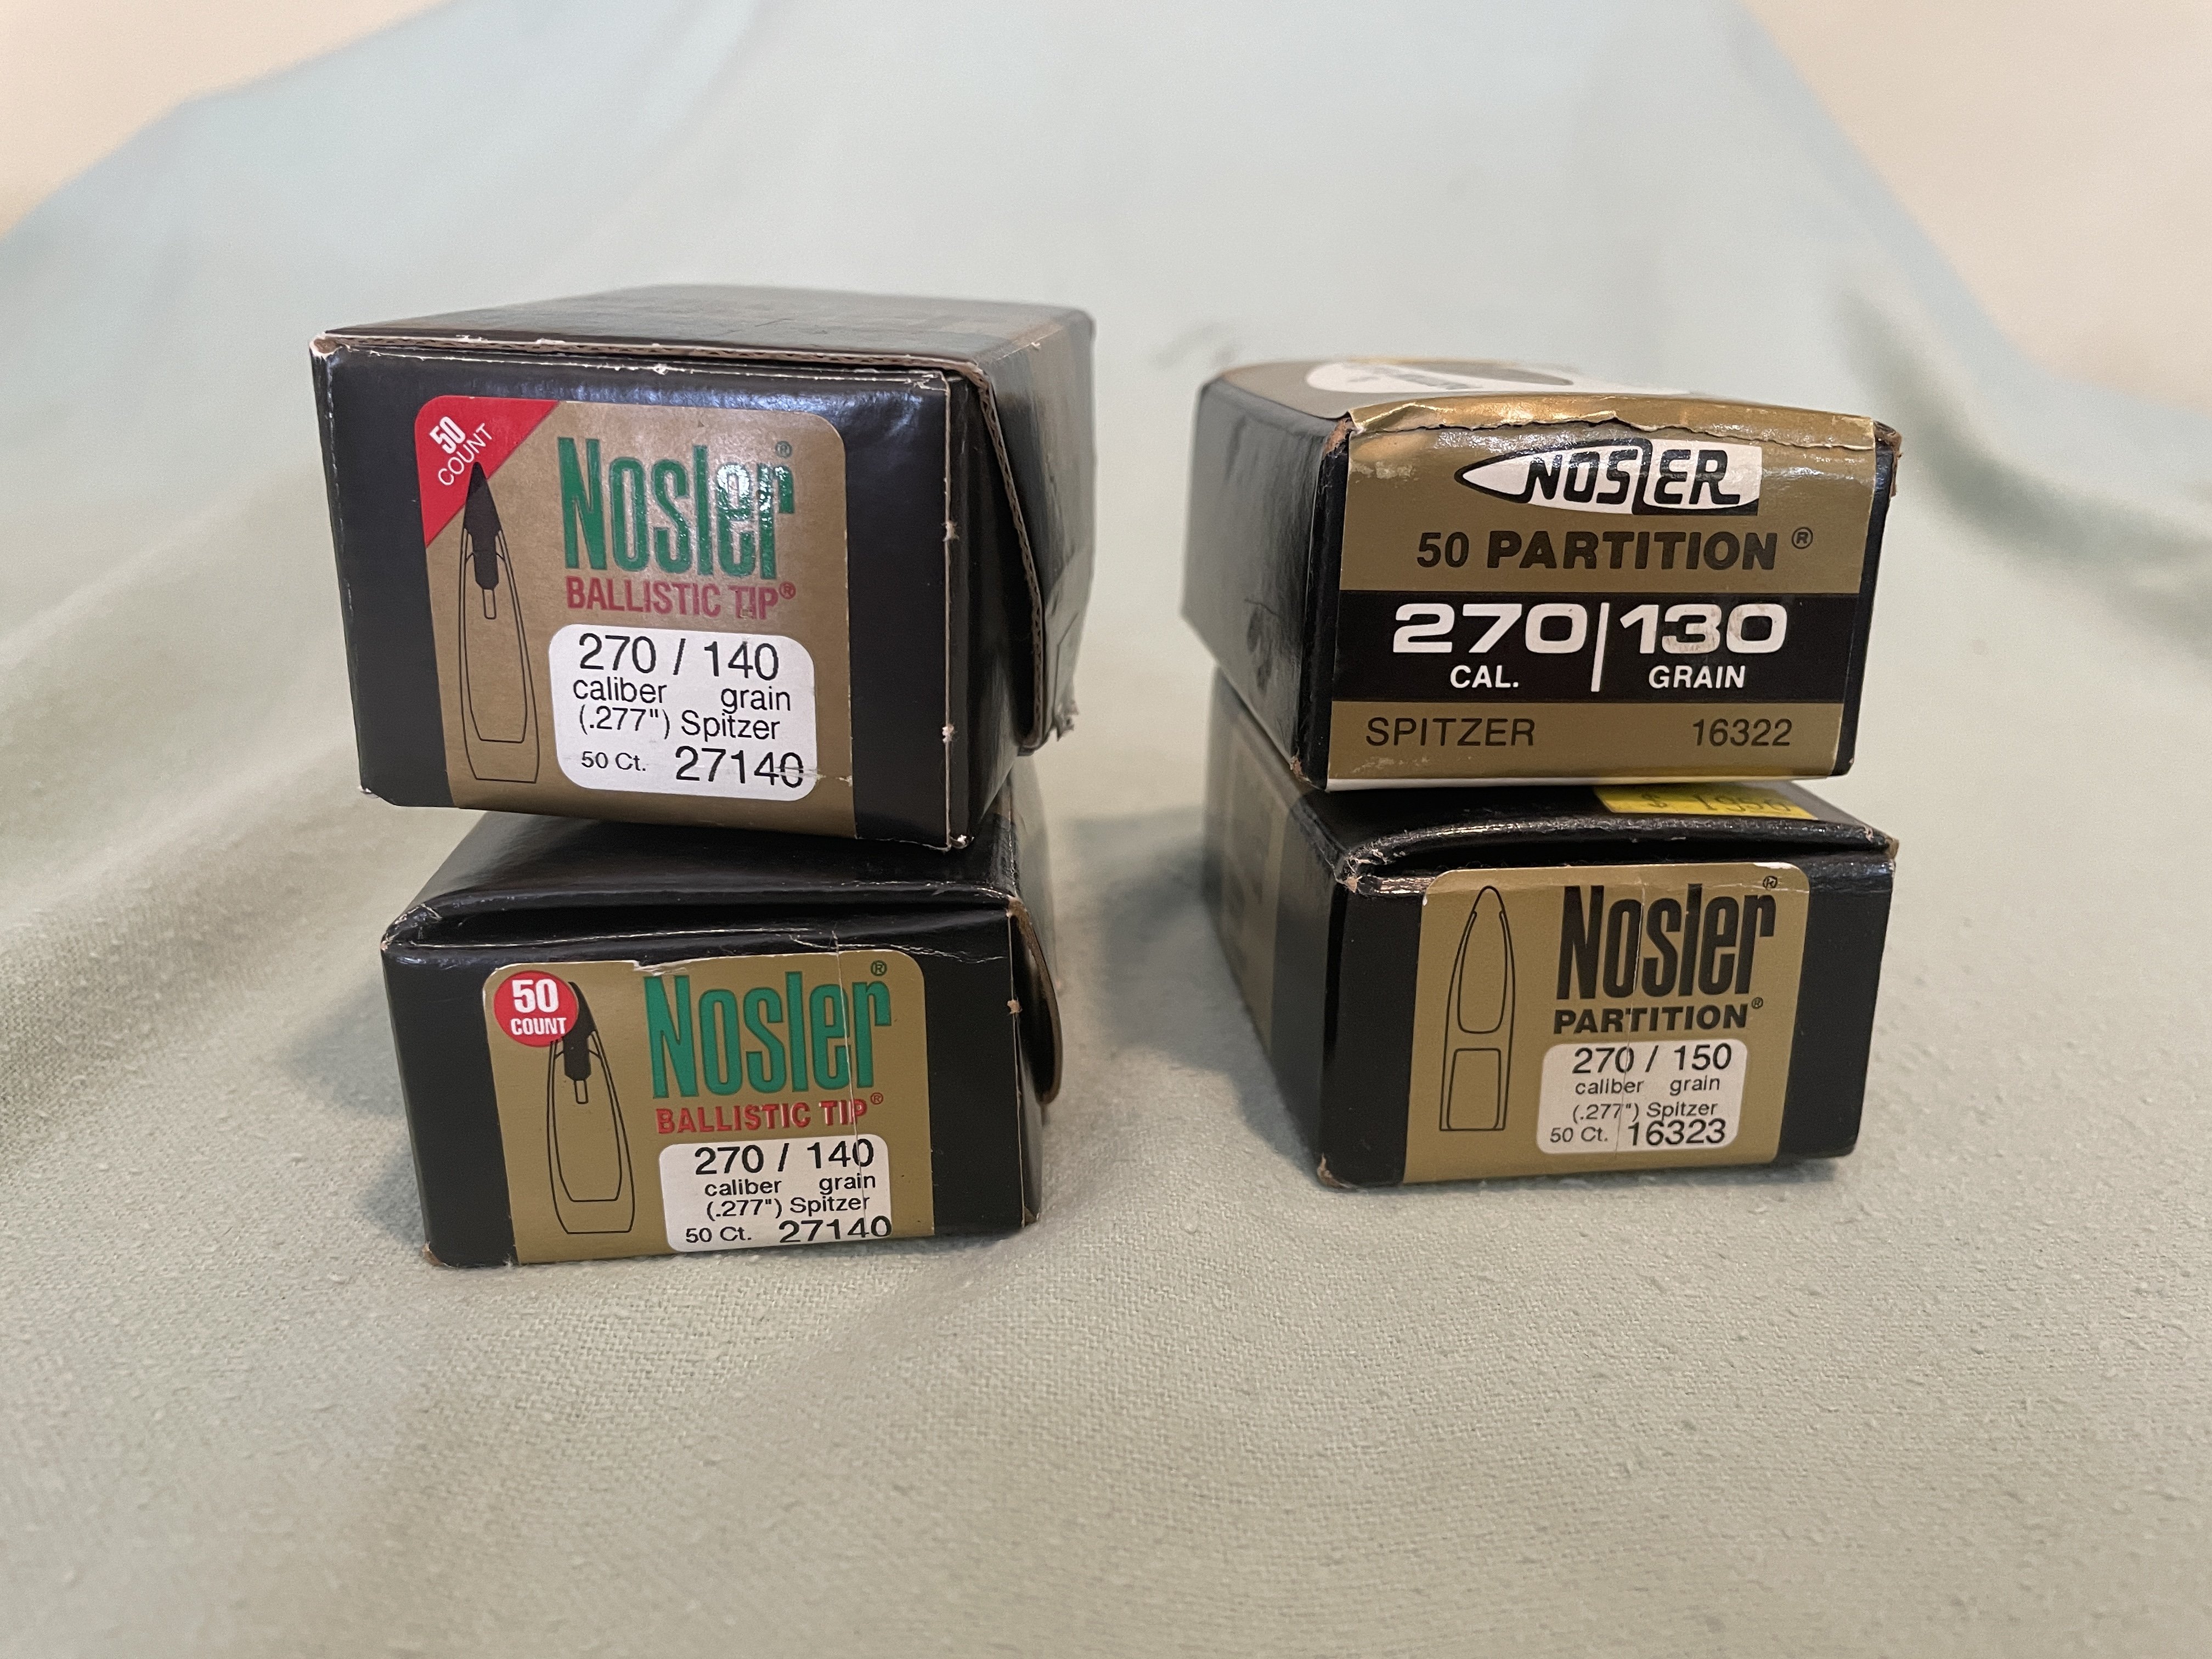 50
COUNT
Nosler®
BALLISTIC TIP®
270 / 140
caliber grain
(.277") Spitzer
50 Ct. 27140
50
COUNT
Nosler®
BALLISTIC TIP®
270 / 140
caliber grain
(.277") Spitzer
50 Ct. 27140
NOSLER
50 PARTITION®
270|130
CAL. GRAIN
SPITZER 16322
Nosler®
PARTITION®
270 / 150
caliber grain
(.277") Spitzer
50 Ct. 16323